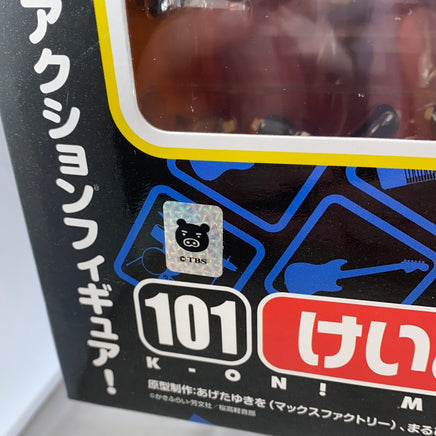 アクションフィギュア!
©TBS
101
けい
K-ON! M
原型制作:あげたゆきを(マックスファクトリー)、まる
©かきふらい・芳文社/桜高軽音部